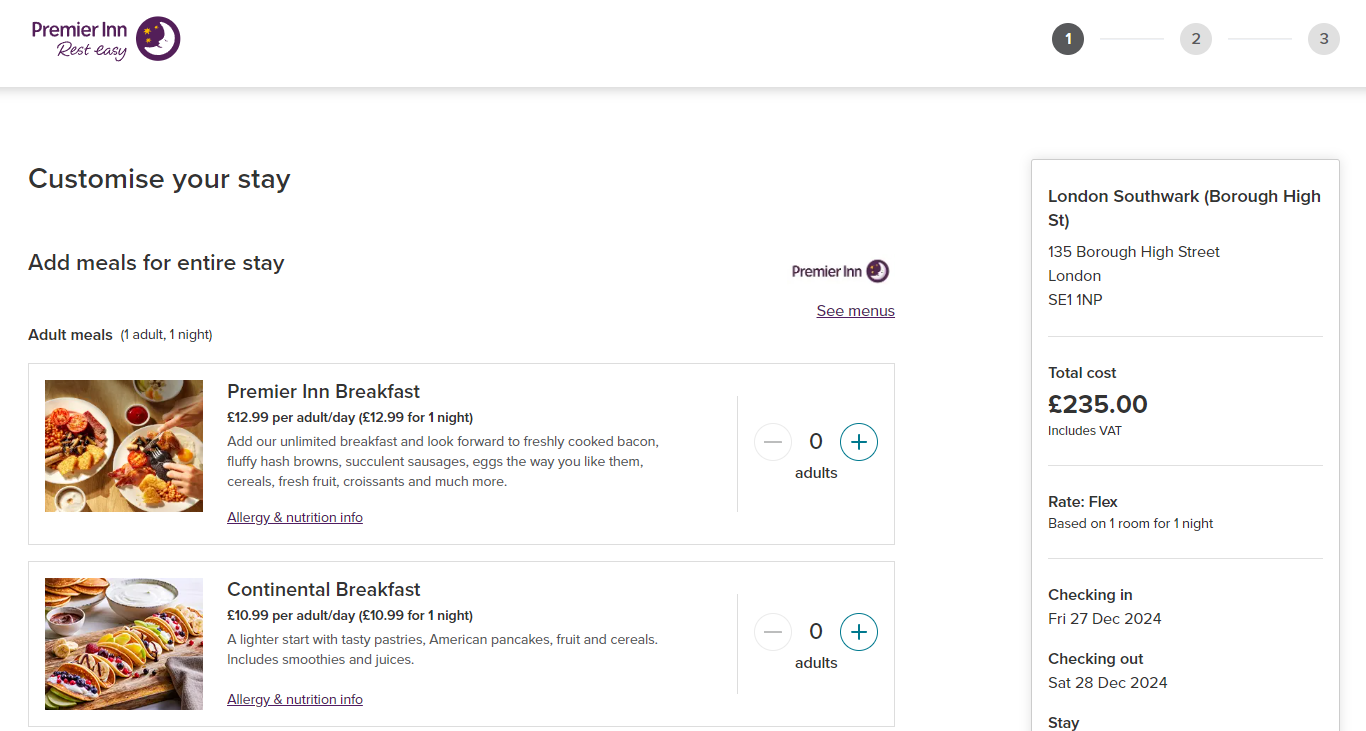 Premier Inn
Rest easy
1
2
3
Customise your stay
Add meals for entire stay
Premier Inn
See menus
Adult meals (1 adult, 1 night)
Premier Inn Breakfast
£12.99 per adult/day (£12.99 for 1 night)
Add our unlimited breakfast and look forward to freshly cooked bacon,
fluffy hash browns, succulent sausages, eggs the way you like them,
cereals, fresh fruit, croissants and much more.
Allergy & nutrition info
0
adults
Continental Breakfast
£10.99 per adult/day (£10.99 for 1 night)
A lighter start with tasty pastries, American pancakes, fruit and cereals.
Includes smoothies and juices.
Allergy & nutrition info
0
adults
London Southwark (Borough High
St)
135 Borough High Street
London
SE1 1NP
Total cost
£235.00
Includes VAT
Rate: Flex
Based on 1 room for 1 night
Checking in
Fri 27 Dec 2024
Checking out
Sat 28 Dec 2024
Stay